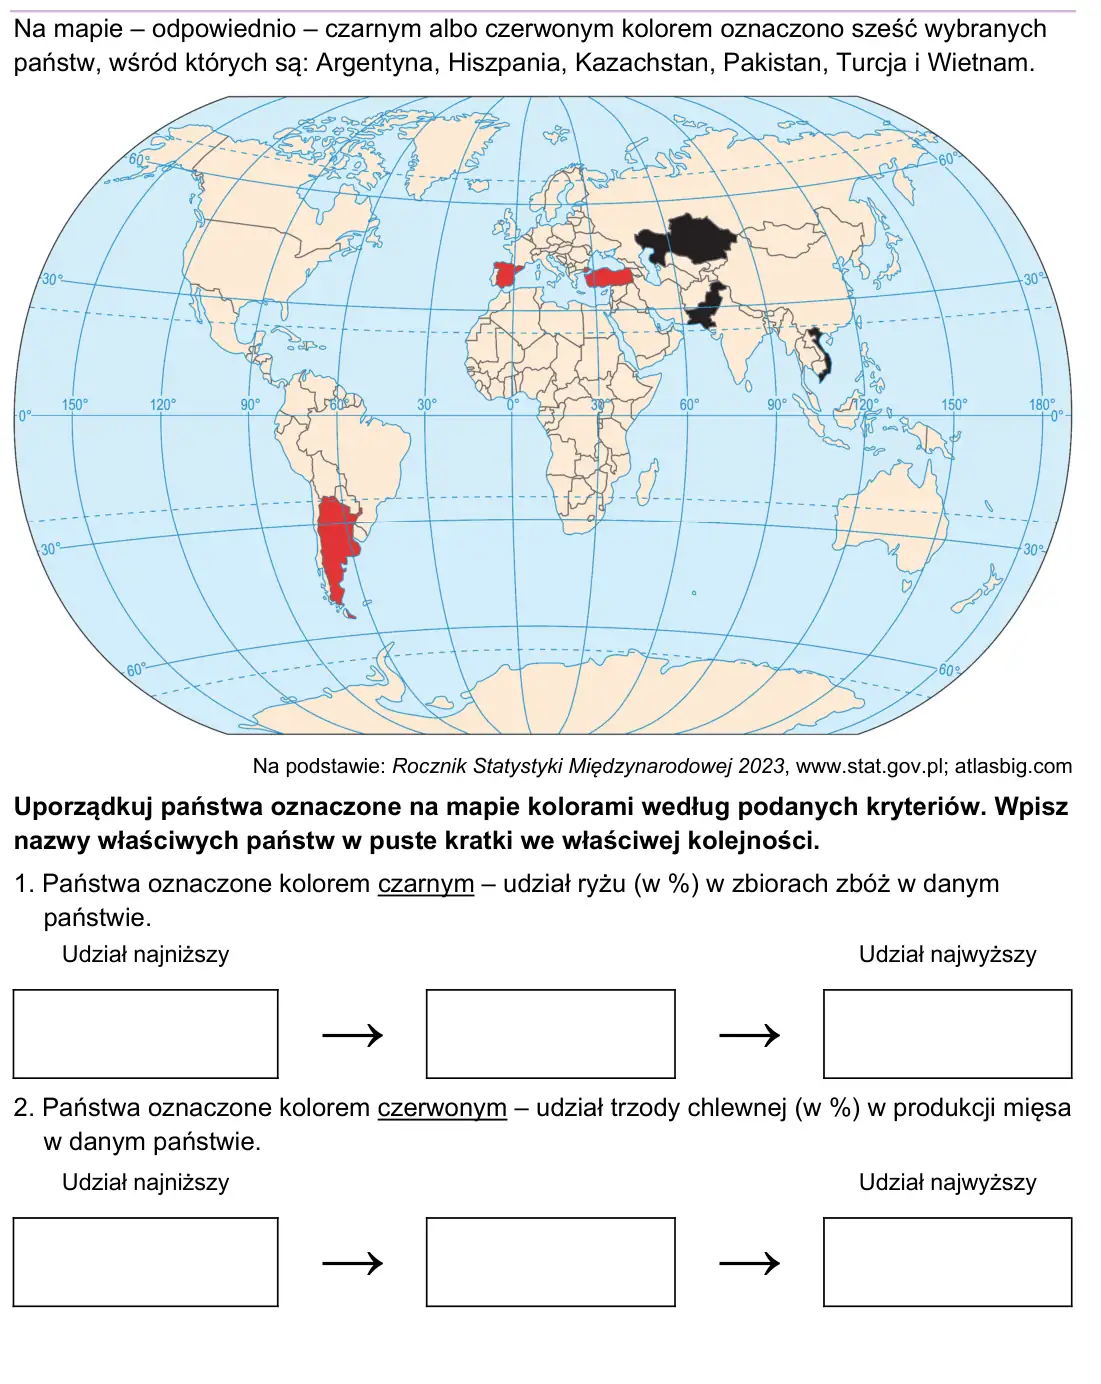 Na mapie – odpowiednio – czarnym albo czerwonym kolorem oznaczono sześć wybranych
państw, wśród których są: Argentyna, Hiszpania, Kazachstan, Pakistan, Turcja i Wietnam.
60° 60°
30° 30°
150° 120° 90° 60° 30° 0° 30° 60° 90° 120° 150° 180°
0° 0°
30° 30°
60° 60°
Na podstawie: Rocznik Statystyki Międzynarodowej 2023, www.stat.gov.pl; atlasbig.com
Uporządkuj państwa oznaczone na mapie kolorami według podanych kryteriów. Wpisz
nazwy właściwych państw w puste kratki we właściwej kolejności.
1. Państwa oznaczone kolorem czarnym – udział ryżu (w %) w zbiorach zbóż w danym
państwie.
Udział najniższy Udział najwyższy
2. Państwa oznaczone kolorem czerwonym – udział trzody chlewnej (w %) w produkcji mięsa
w danym państwie.
Udział najniższy Udział najwyższy